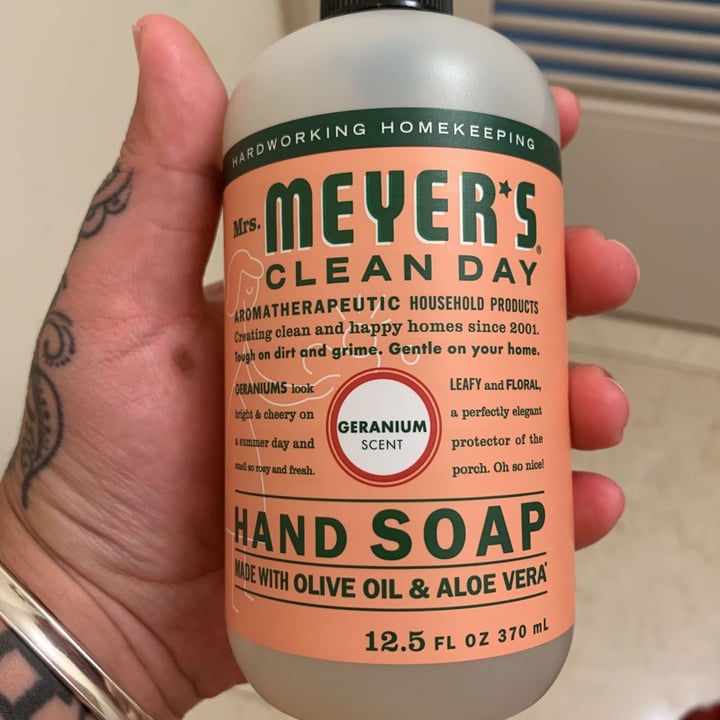 HARDWORKING HOMEKEEPING
Mrs. MEYER'S®
CLEAN DAY
AROMATHERAPEUTIC HOUSEHOLD PRODUCTS
Creating clean and happy homes since 2001.
Tough on dirt and grime. Gentle on your home.
GERANIUMS look
bright & cheery on
a summer day and
smell so rosy and fresh.
GERANIUM
SCENT
LEAFY and FLORAL,
a perfectly elegant
protector of the
porch. Oh so nice!
HAND SOAP
MADE WITH OLIVE OIL & ALOE VERA*
12.5 FL OZ 370 mL